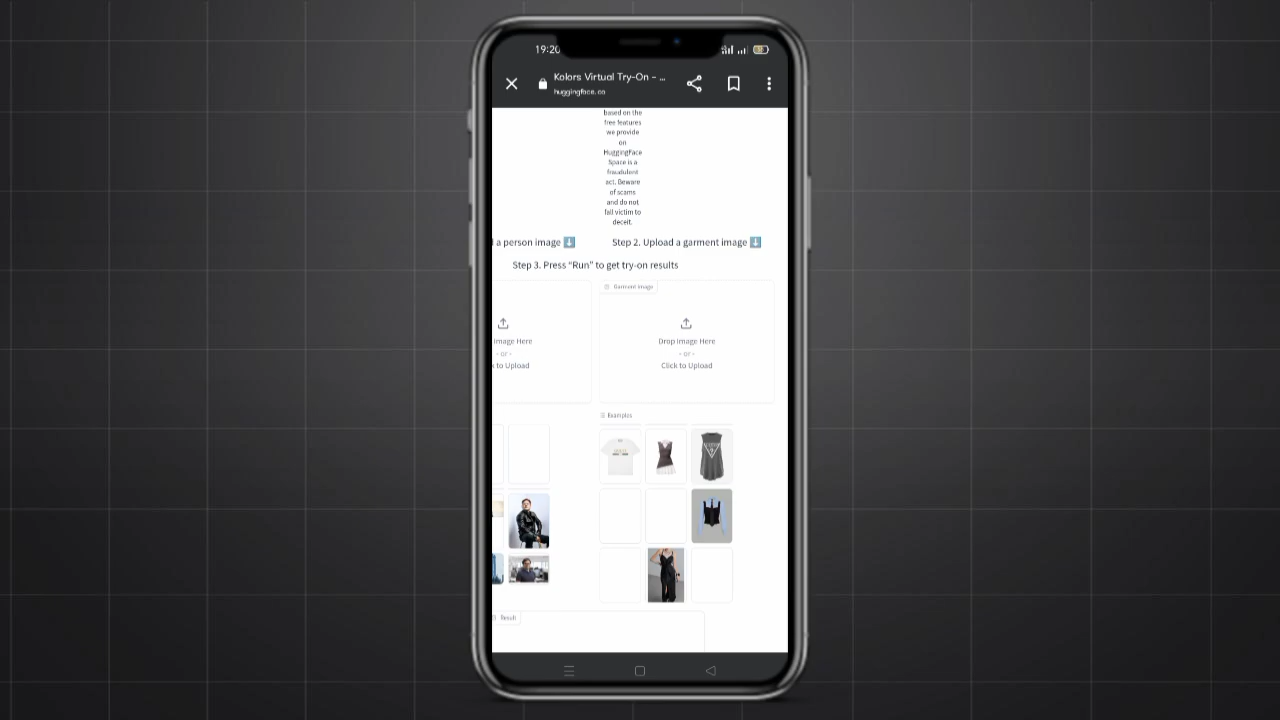 19:20
Kolors Virtual Try-On - ...
huggingface.co
based on the
free features
we provide
on
HuggingFace
Space is a
fraudulent
act. Beware
of scams
and do not
fall victim to
deceit.
a person image
Step 2. Upload a garment image
Step 3. Press “Run” to get try-on results
Garment image
Image Here
- or -
to Upload
Drop Image Here
- or -
Click to Upload
Examples
Result